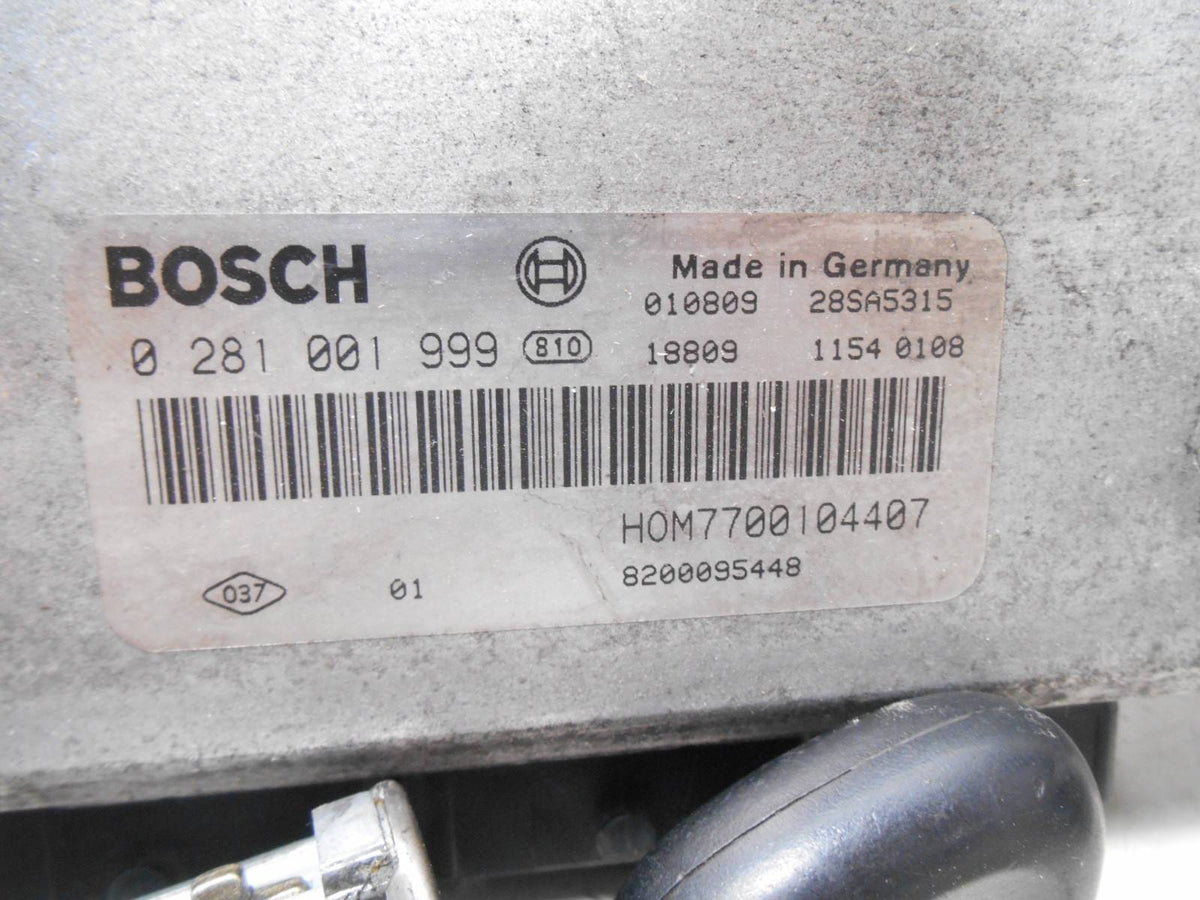 BOSCH
Made in Germany
010809 28SA5315
0 281 001 999 810 18809 1154 0108
HOM7700104407
8200095448
037 01